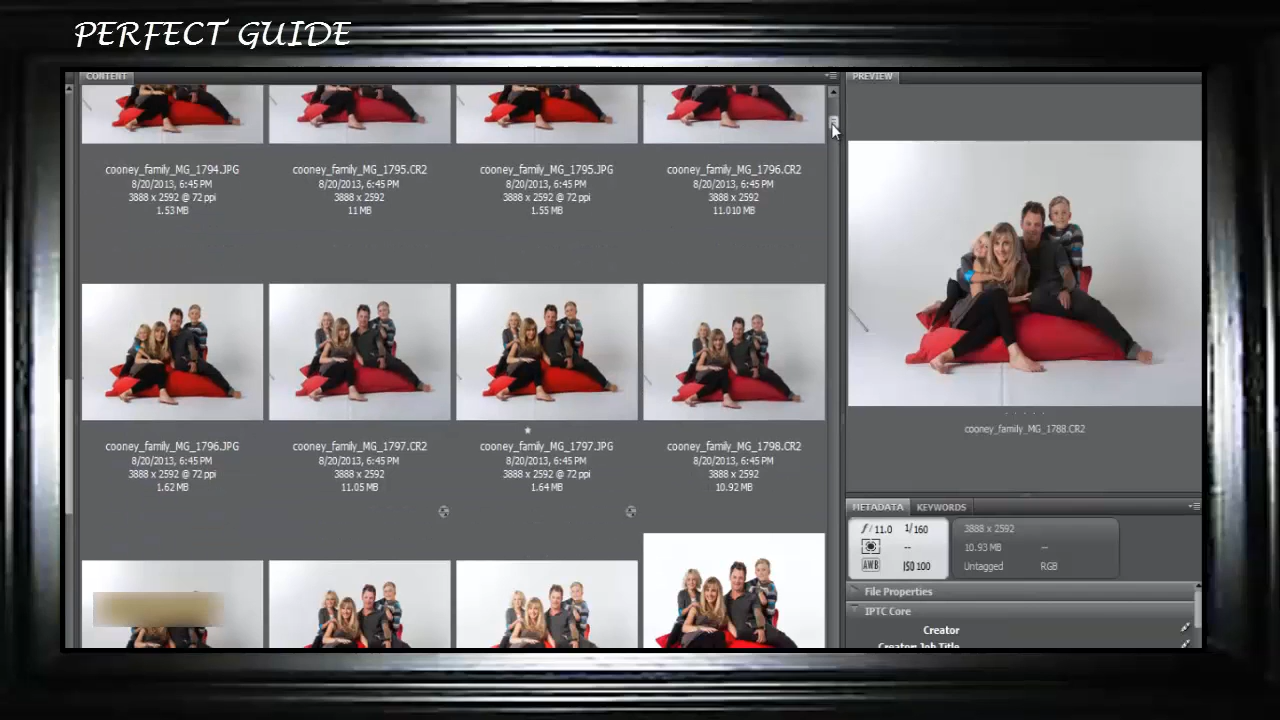 PERFECT GUIDE
CONTENT
PREVIEW
cooney_family_MG_1794.JPG
8/20/2013, 6:45 PM
3888 x 2592 @ 72 ppi
1.53 MB
cooney_family_MG_1795.CR2
8/20/2013, 6:45 PM
3888 x 2592
11 MB
cooney_family_MG_1795.JPG
8/20/2013, 6:45 PM
3888 x 2592 @ 72 ppi
1.55 MB
cooney_family_MG_1796.CR2
8/20/2013, 6:45 PM
3888 x 2592
11.010 MB
cooney_family_MG_1796.JPG
8/20/2013, 6:45 PM
3888 x 2592 @ 72 ppi
1.62 MB
cooney_family_MG_1797.CR2
8/20/2013, 6:45 PM
3888 x 2592
11.05 MB
cooney_family_MG_1797.JPG
8/20/2013, 6:45 PM
3888 x 2592 @ 72 ppi
1.64 MB
cooney_family_MG_1798.CR2
8/20/2013, 6:45 PM
3888 x 2592
10.92 MB
cooney_family_MG_1788.CR2
METADATA
KEYWORDS
f/11.0 1/160
--
AWB ISO100
3888 x 2592
10.93 MB --
Untagged RGB
File Properties
IPTC Core
Creator
Creator: Job Title